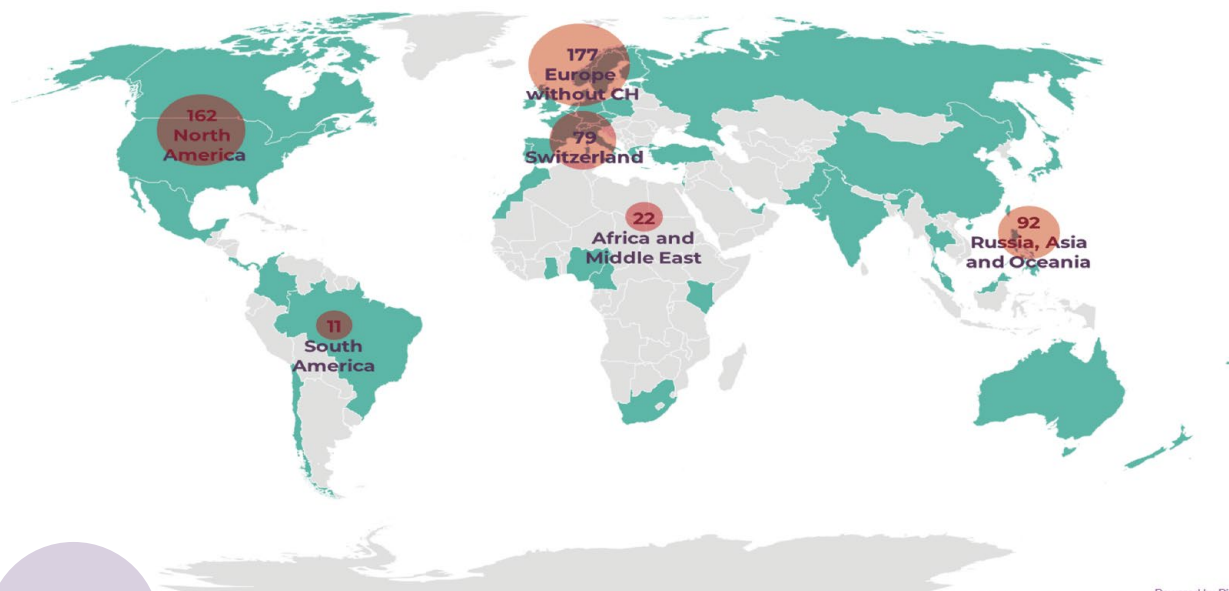 177
Europe
without CH
162
North
America
79
Switzerland
22
Africa and
Middle East
92
Russia, Asia
and Oceania
11
South
America